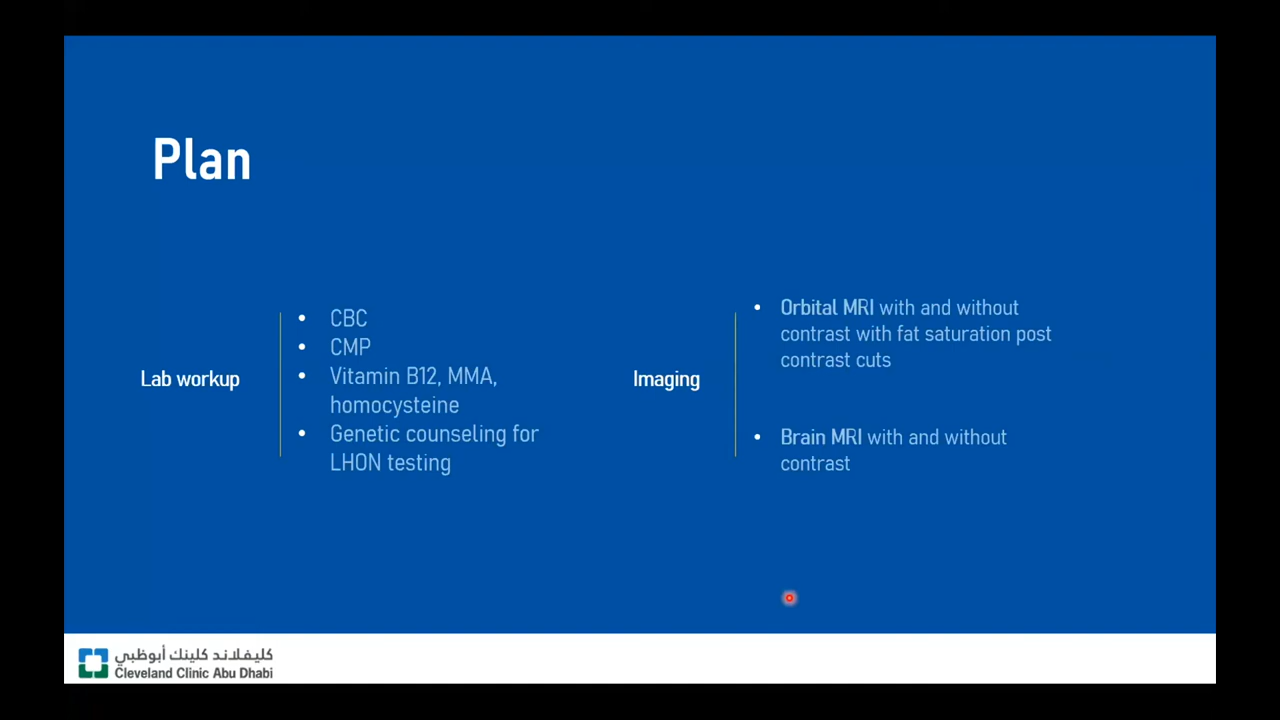 Plan
Lab workup
• CBC
• CMP
• Vitamin B12, MMA,
homocysteine
• Genetic counseling for
LHON testing
Imaging
• Orbital MRI with and without
contrast with fat saturation post
contrast cuts
• Brain MRI with and without
contrast
كليفلاند كلينك أبوظبي
Cleveland Clinic Abu Dhabi